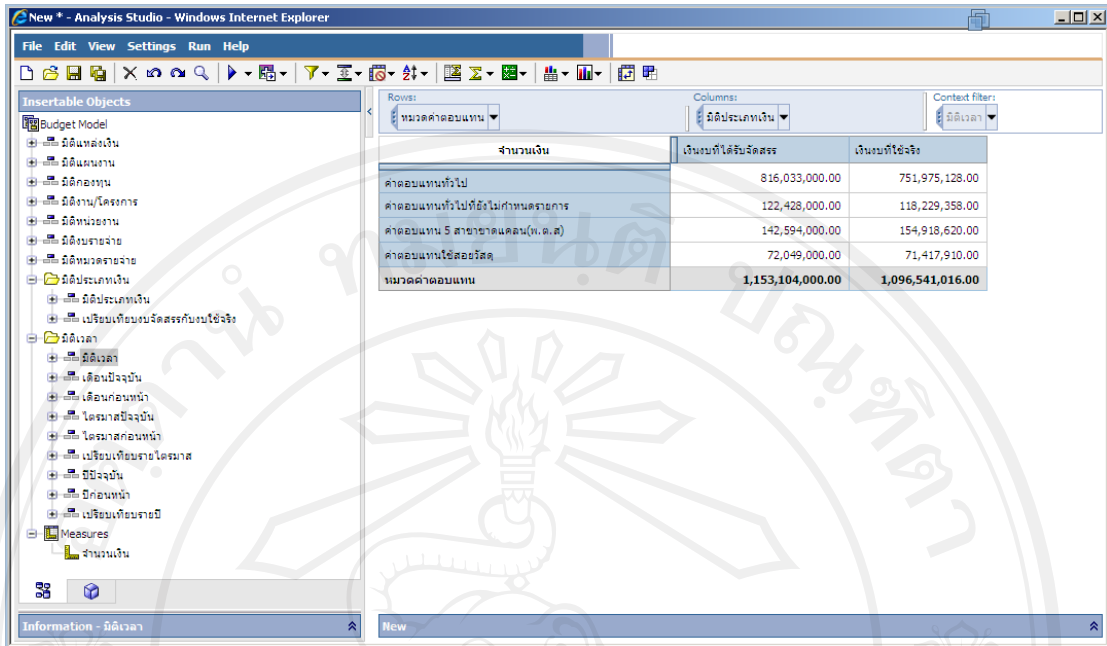 New * - Analysis Studio - Windows Internet Explorer
File Edit View Settings Run Help
Insertable Objects
Budget Model
มิติแหล่งเงิน
มิติแผนงาน
มิติกองทุน
มิติงาน/โครงการ
มิติหน่วยงาน
มิติงบรายจ่าย
มิติหมวดรายจ่าย
มิติประเภทเงิน
มิติประเภทเงิน
เปรียบเทียบงบจัดสรรกับงบใช้จริง
มิติเวลา
มิติเวลา
เดือนปัจจุบัน
เดือนก่อนหน้า
ไตรมาสปัจจุบัน
ไตรมาสก่อนหน้า
เปรียบเทียบรายไตรมาส
ปีปัจจุบัน
ปีก่อนหน้า
เปรียบเทียบรายปี
Measures
จำนวนเงิน
Information - มิติเวลา
Rows: Columns: Context filter:
หมวดค่าตอบแทน มิติประเภทเงิน มิติเวลา
จำนวนเงิน เงินงบที่ได้รับจัดสรร เงินงบที่ใช้จริง
ค่าตอบแทนทั่วไป 816,033,000.00 751,975,128.00
ค่าตอบแทนทั่วไปที่ยังไม่กำหนดรายการ 122,428,000.00 118,229,358.00
ค่าตอบแทน 5 สาขาขาดแคลน(พ.ต.ส) 142,594,000.00 154,918,620.00
ค่าตอบแทนใช้สอยวัสดุ 72,049,000.00 71,417,910.00
หมวดค่าตอบแทน 1,153,104,000.00 1,096,541,016.00
New